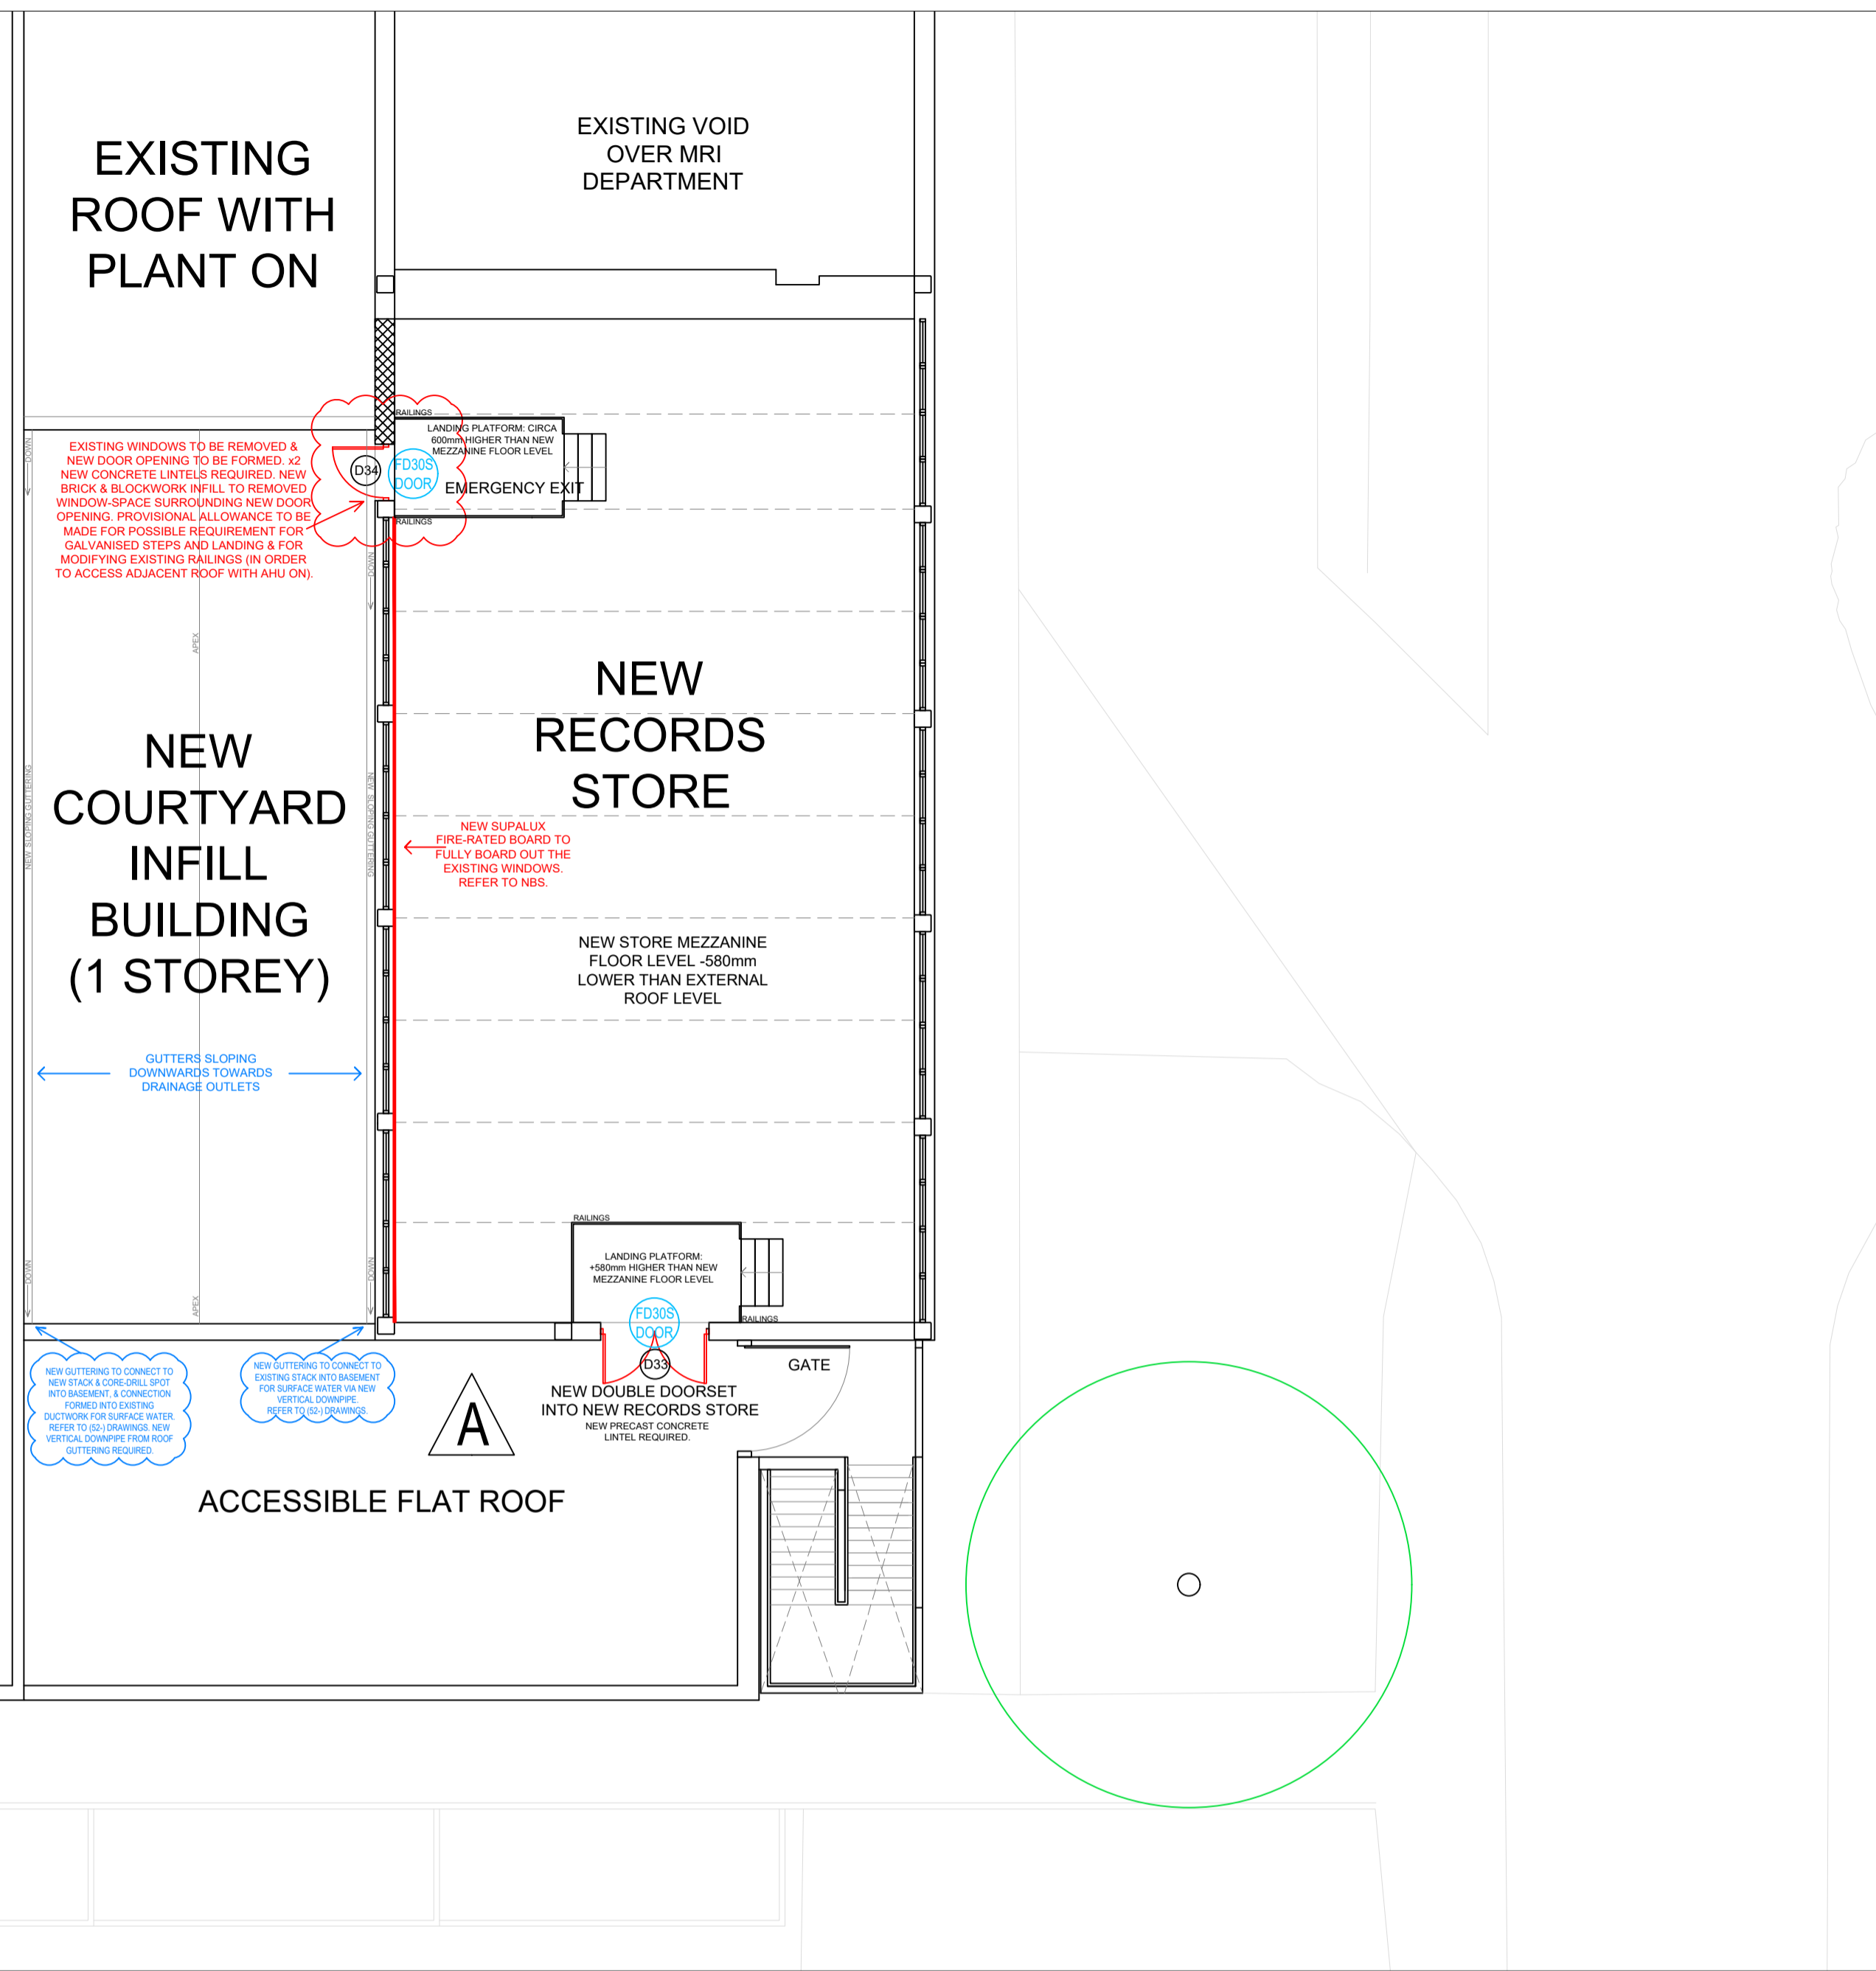 EXISTING
ROOF WITH
PLANT ON
EXISTING VOID
OVER MRI
DEPARTMENT
RAILINGS
LANDING PLATFORM: CIRCA
600mm HIGHER THAN NEW
MEZZANINE FLOOR LEVEL
EMERGENCY EXIT
RAILINGS
D34
FD30S
DOOR
DOWN
EXISTING WINDOWS TO BE REMOVED &
NEW DOOR OPENING TO BE FORMED. x2
NEW CONCRETE LINTELS REQUIRED. NEW
BRICK & BLOCKWORK INFILL TO REMOVED
WINDOW-SPACE SURROUNDING NEW DOOR
OPENING. PROVISIONAL ALLOWANCE TO BE
MADE FOR POSSIBLE REQUIREMENT FOR
GALVANISED STEPS AND LANDING & FOR
MODIFYING EXISTING RAILINGS (IN ORDER
TO ACCESS ADJACENT ROOF WITH AHU ON).
DOWN
APEX
NEW
RECORDS
STORE
NEW
COURTYARD
INFILL
BUILDING
(1 STOREY)
NEW SLOPING GUTTERING
NEW SLOPING GUTTERING
NEW SUPALUX
FIRE-RATED BOARD TO
FULLY BOARD OUT THE
EXISTING WINDOWS.
REFER TO NBS.
NEW STORE MEZZANINE
FLOOR LEVEL -580mm
LOWER THAN EXTERNAL
ROOF LEVEL
GUTTERS SLOPING
DOWNWARDS TOWARDS
DRAINAGE OUTLETS
RAILINGS
LANDING PLATFORM:
+580mm HIGHER THAN NEW
MEZZANINE FLOOR LEVEL
RAILINGS
DOWN
APEX
DOWN
FD30S
DOOR
D33
GATE
NEW DOUBLE DOORSET
INTO NEW RECORDS STORE
NEW PRECAST CONCRETE
LINTEL REQUIRED.
NEW GUTTERING TO CONNECT TO
NEW STACK & CORE-DRILL SPOT
INTO BASEMENT, & CONNECTION
FORMED INTO EXISTING
DUCTWORK FOR SURFACE WATER.
REFER TO (52-) DRAWINGS. NEW
VERTICAL DOWNPIPE FROM ROOF
GUTTERING REQUIRED.
NEW GUTTERING TO CONNECT TO
EXISTING STACK INTO BASEMENT
FOR SURFACE WATER VIA NEW
VERTICAL DOWNPIPE.
REFER TO (52-) DRAWINGS.
A
ACCESSIBLE FLAT ROOF